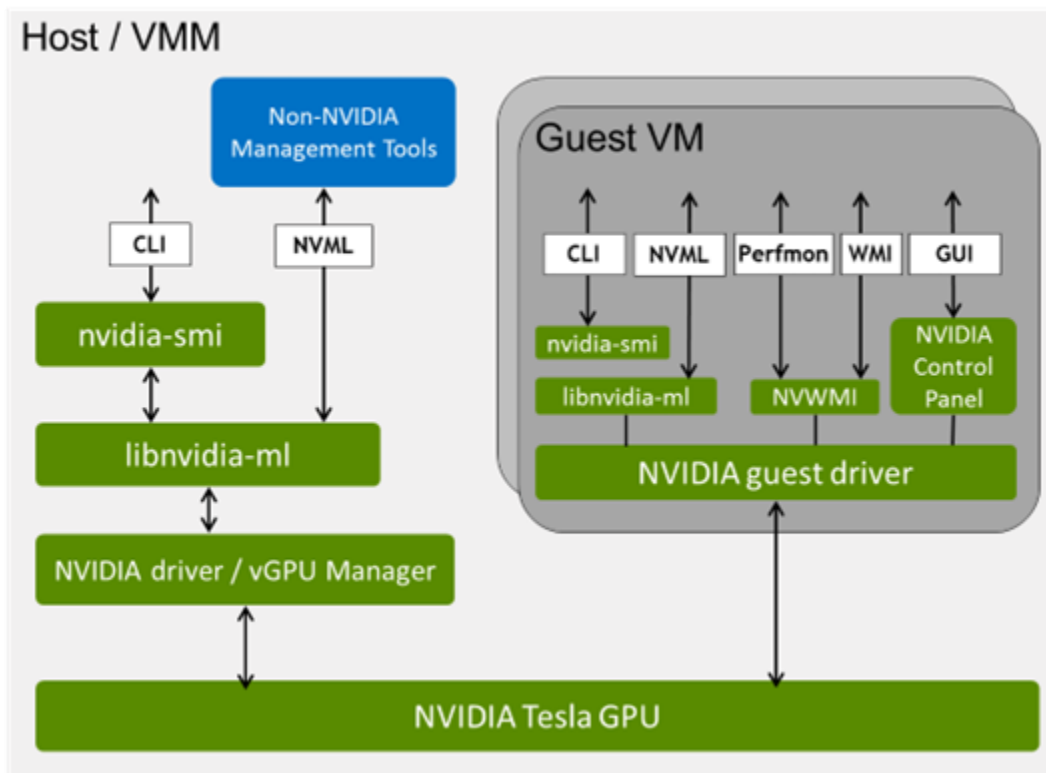 Host / VMM
Non-NVIDIA
Management Tools
CLI
NVML
nvidia-smi
libnvidia-ml
NVIDIA driver / vGPU Manager
Guest VM
CLI
NVML
Perfmon
WMI
GUI
nvidia-smi
libnvidia-ml
NVWMI
NVIDIA
Control
Panel
NVIDIA guest driver
NVIDIA Tesla GPU